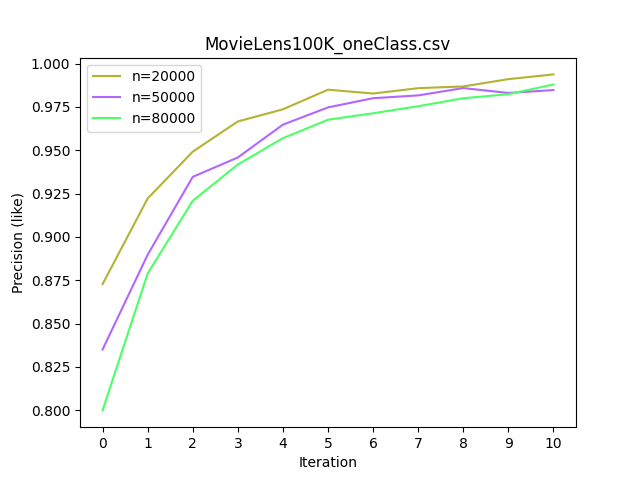 MovieLens100K_oneClass.csv
n=20000
n=50000
n=80000
1.000
0.975
0.950
0.925
0.900
0.875
0.850
0.825
0.800
Precision (like)
0 1 2 3 4 5 6 7 8 9 10
Iteration